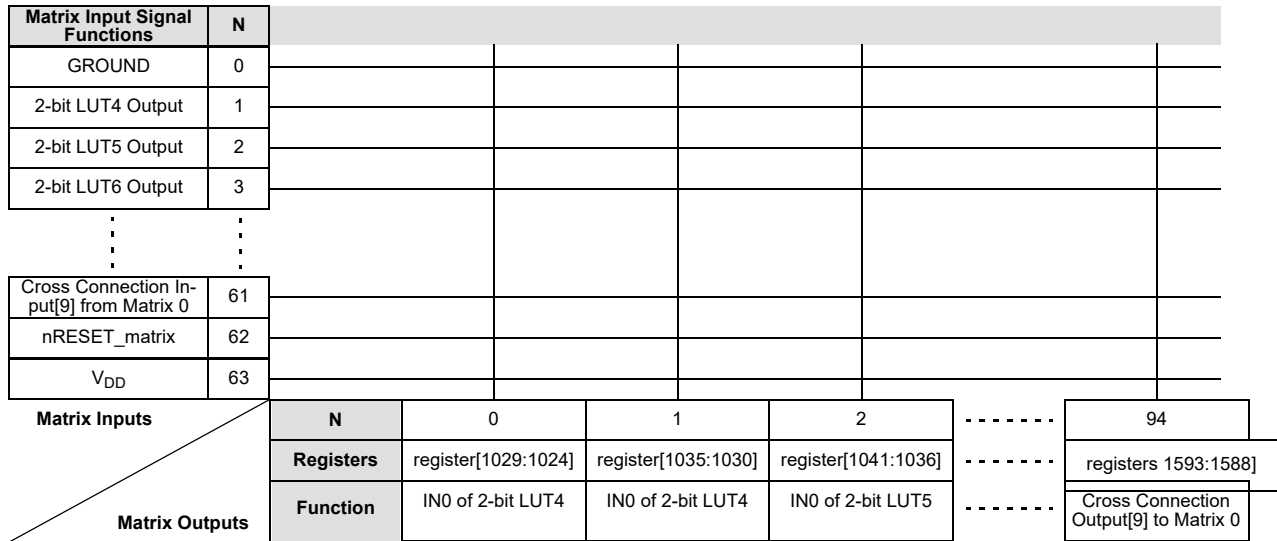 Matrix Input Signal
Functions
N
GROUND
0
2-bit LUT4 Output
1
2-bit LUT5 Output
2
2-bit LUT6 Output
3
Cross Connection In-
put[9] from Matrix 0
61
nRESET_matrix
62
VDD
63
Matrix Inputs
N
0
1
2
94
Registers
register[1029:1024]
register[1035:1030]
register[1041:1036]
registers 1593:1588]
Matrix Outputs
Function
IN0 of 2-bit LUT4
IN0 of 2-bit LUT4
IN0 of 2-bit LUT5
Cross Connection
Output[9] to Matrix 0